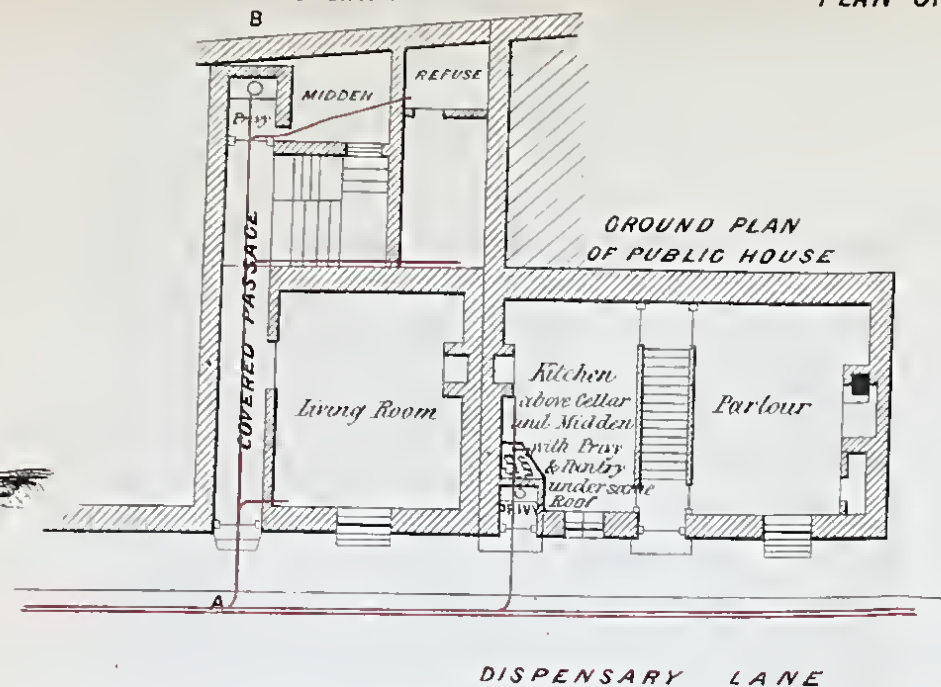 PLAN OF
B
MIDDEN
REFUSE
Privy
COVERED PASSAGE
GROUND PLAN
OF PUBLIC HOUSE
Living Room
Kitchen
above Cellar
and Midden
with Privy
& Pantry
under same
Roof
PRIVY
Parlour
A
DISPENSARY LANE